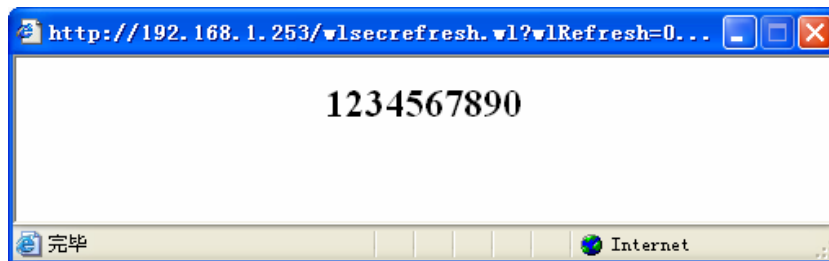 http://192.168.1.253/wlsecrefresh.wl?wlRefresh=0...
1234567890
完毕
Internet